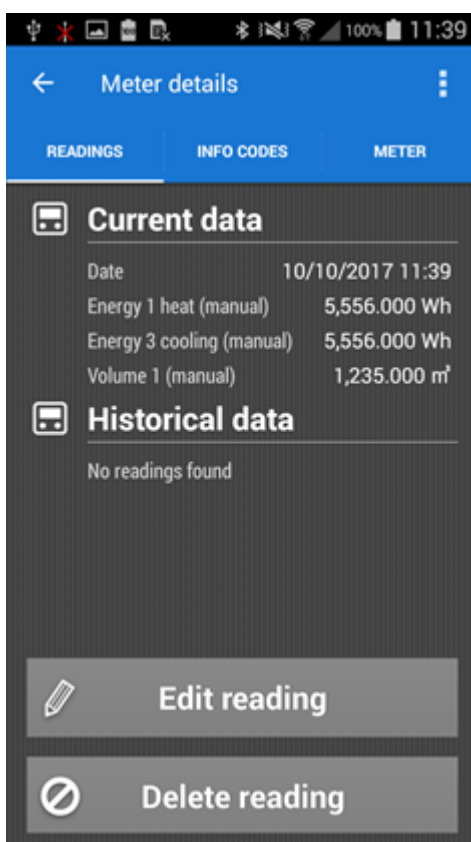 100% 11:39
Meter details
READINGS INFO CODES METER
Current data
Date 10/10/2017 11:39
Energy 1 heat (manual) 5,556.000 Wh
Energy 3 cooling (manual) 5,556.000 Wh
Volume 1 (manual) 1,235.000 m³
Historical data
No readings found
Edit reading
Delete reading